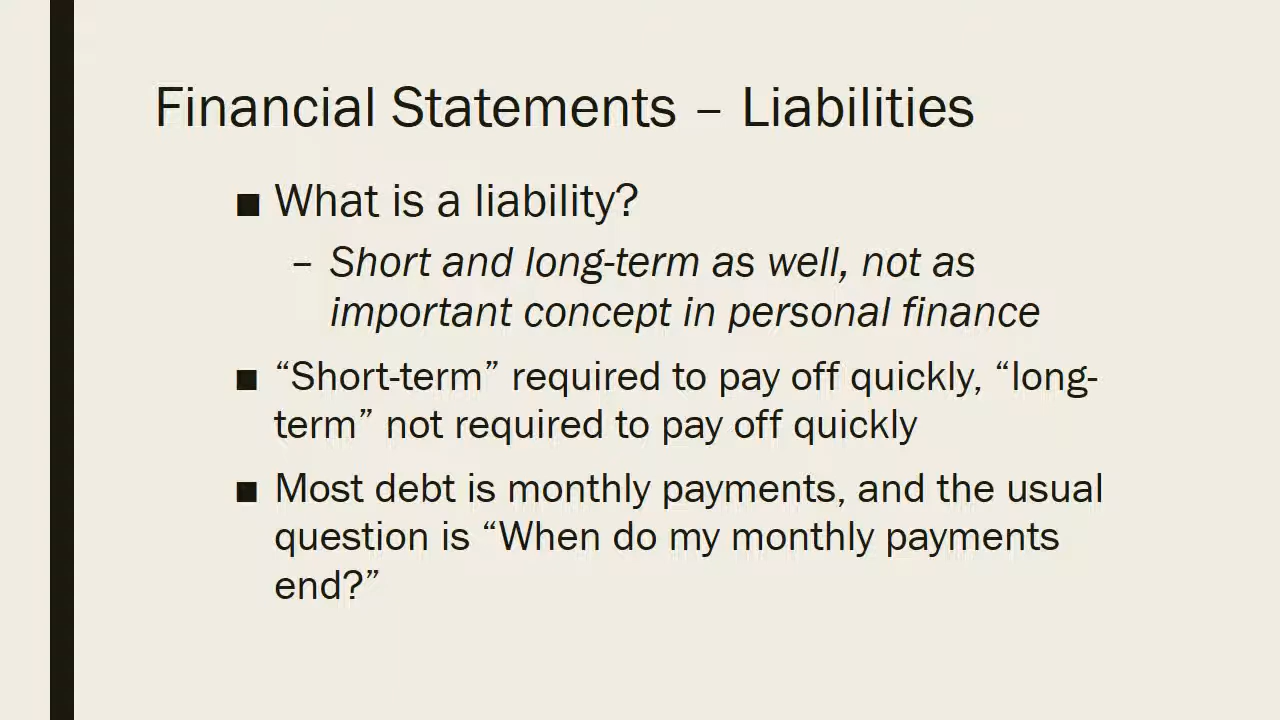 Financial Statements – Liabilities
■ What is a liability?
– Short and long-term as well, not as
important concept in personal finance
■ “Short-term” required to pay off quickly, “long-
term” not required to pay off quickly
■ Most debt is monthly payments, and the usual
question is “When do my monthly payments
end?”